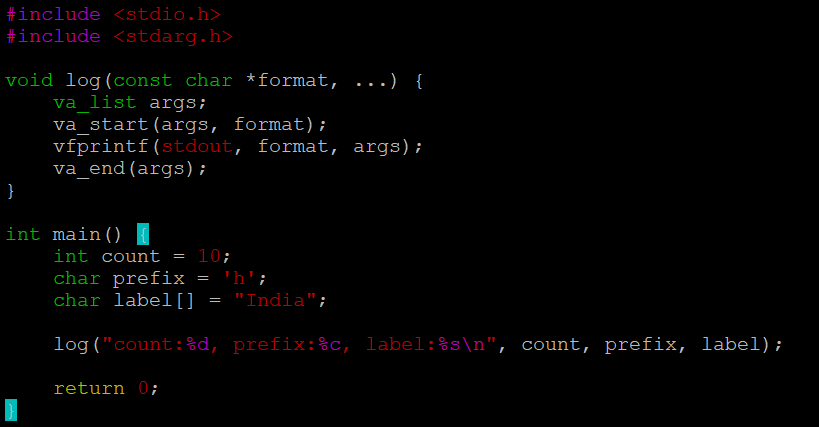 #include <stdio.h>
#include <stdarg.h>

void log(const char *format, ...) {
    va_list args;
    va_start(args, format);
    vfprintf(stdout, format, args);
    va_end(args);
}

int main() {
    int count = 10;
    char prefix = 'h';
    char label[] = "India";

    log("count:%d, prefix:%c, label:%s\n", count, prefix, label);

    return 0;
}